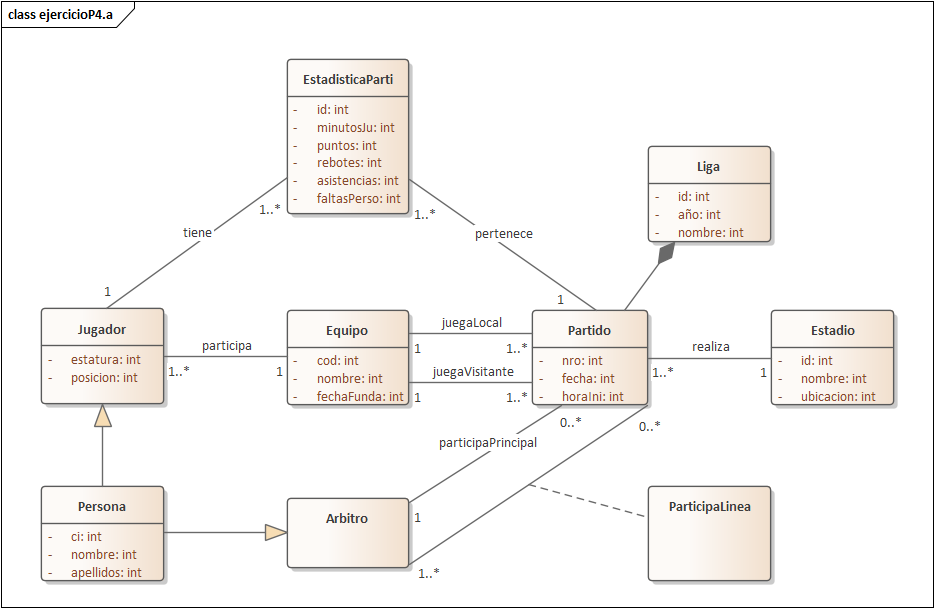 class ejercicioP4.a
EstadisticaParti
- id: int
- minutosJu: int
- puntos: int
- rebotes: int
- asistencias: int
- faltasPerso: int
Liga
- id: int
- año: int
- nombre: int
1..*
1..*
tiene
pertenece
1
1
Jugador
- estatura: int
- posicion: int
participa
1..*
1
Equipo
- cod: int
- nombre: int
- fechaFunda: int
juegaLocal
1
1..*
juegaVisitante
1
1..*
Partido
- nro: int
- fecha: int
- horaIni: int
realiza
1..*
1
Estadio
- id: int
- nombre: int
- ubicacion: int
0..*
0..*
participaPrincipal
Persona
- ci: int
- nombre: int
- apellidos: int
Arbitro
1
1..*
ParticipaLinea